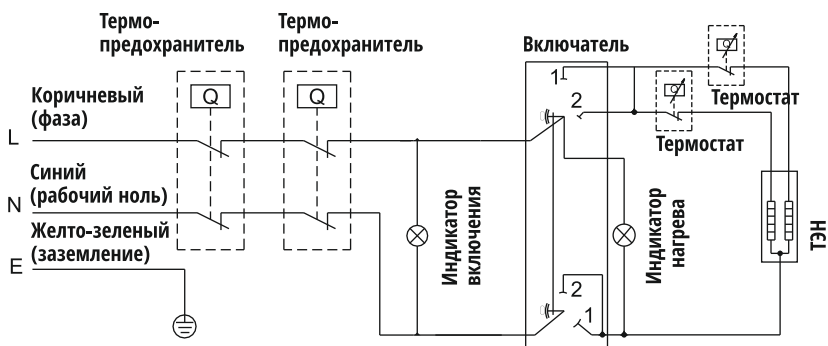 Термо-
предохранитель
Термо-
предохранитель
Включатель
Q
Q
1
2
Q
Q
Термостат
Термостат
Коричневый
(фаза)
L
Синий
(рабочий ноль)
N
Желто-зеленый
(заземление)
E
Индикатор
включения
Индикатор
нагрева
ТЭН
2
1